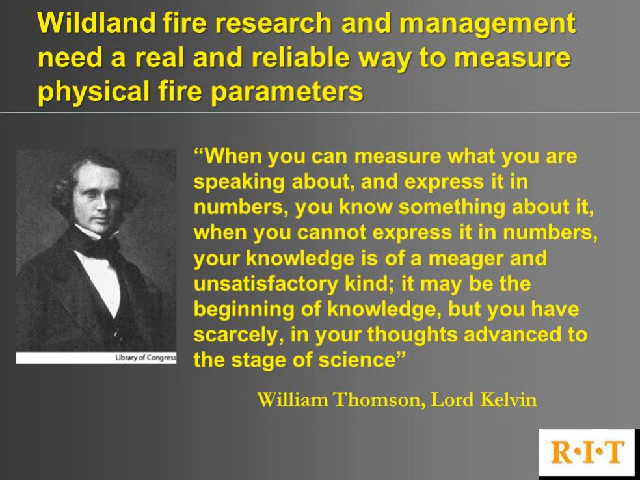 Wildland fire research and management
need a real and reliable way to measure
physical fire parameters
“When you can measure what you are
speaking about, and express it in
numbers, you know something about it,
when you cannot express it in numbers,
your knowledge is of a meager and
unsatisfactory kind; it may be the
beginning of knowledge, but you have
scarcely, in your thoughts advanced to
the stage of science”
Library of Congress
William Thomson, Lord Kelvin
R·I·T